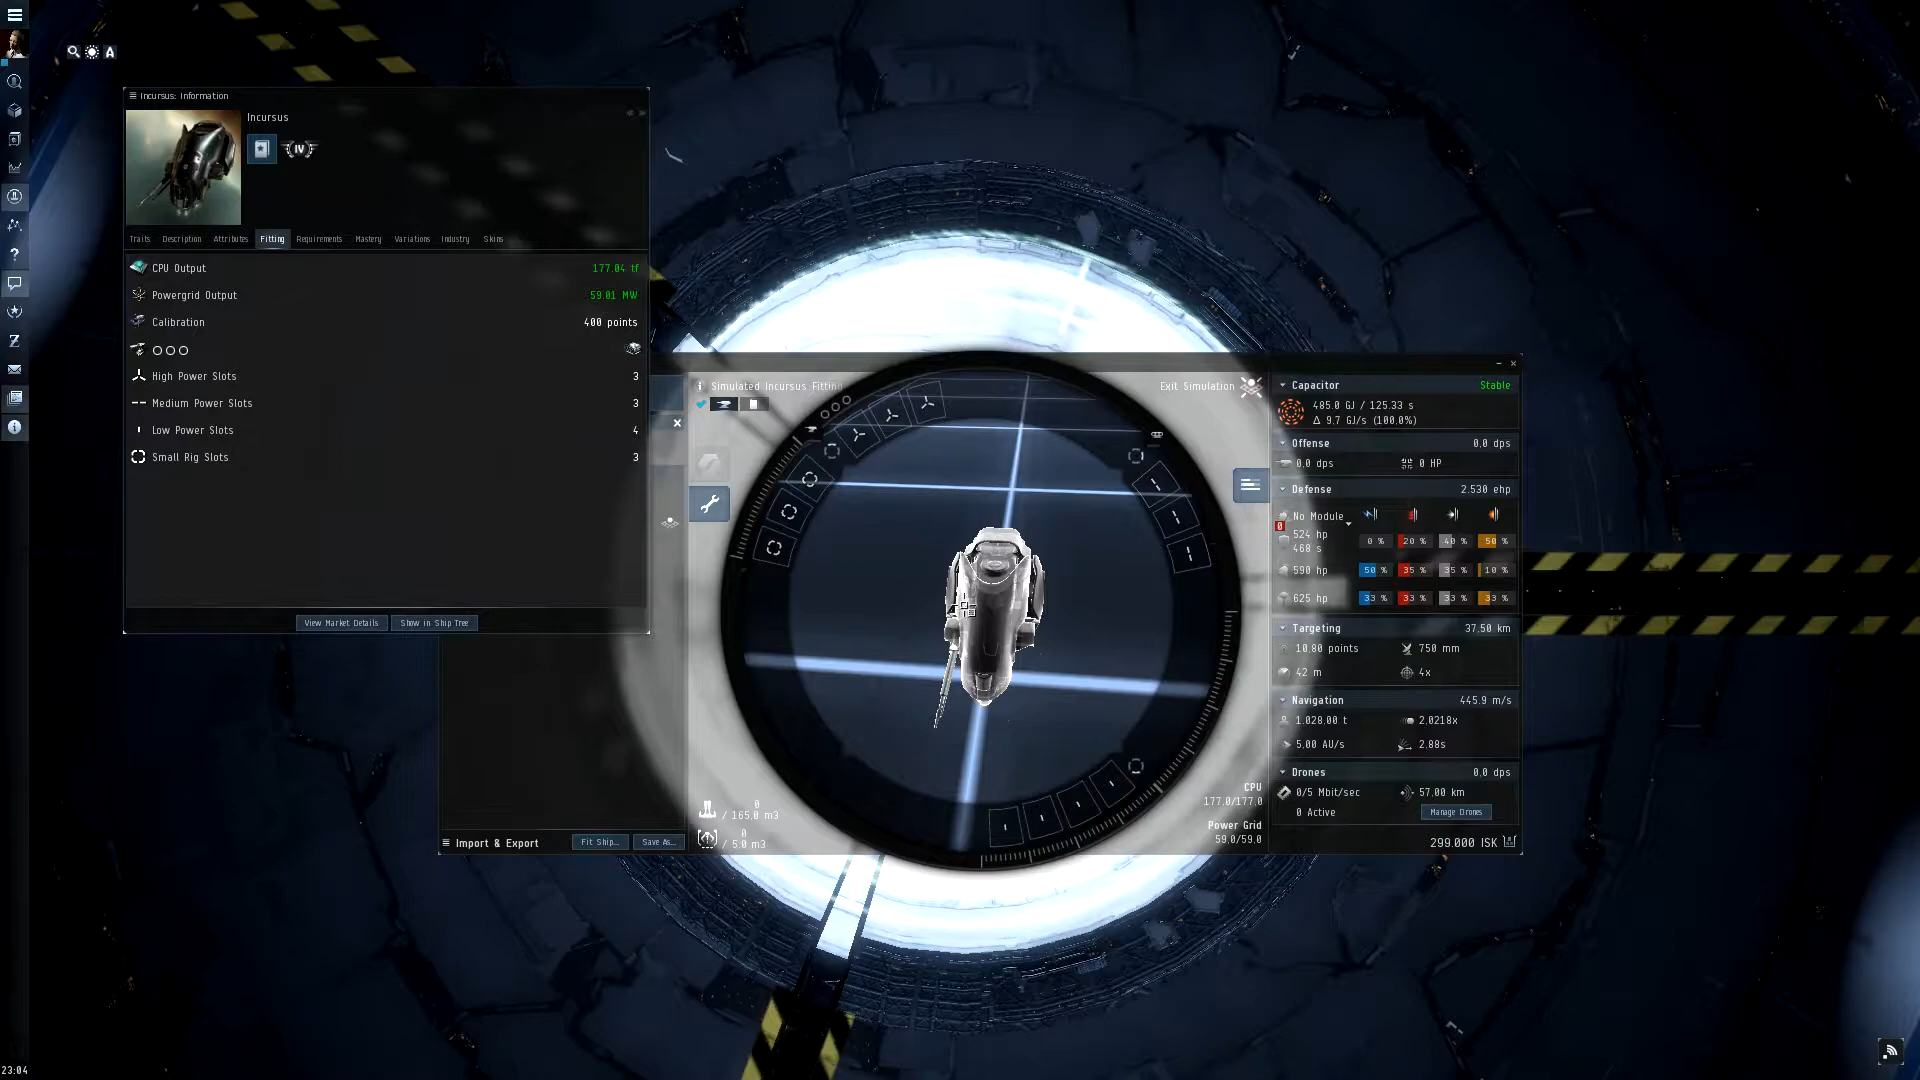 A
Incursus: Information
Incursus
IV
Traits Description Attributes Fitting Requirements Mastery Variations Industry Skins
CPU Output 177.04 tf
Powergrid Output 59.01 MW
Calibration 400 points
High Power Slots 3
Medium Power Slots 3
Low Power Slots 4
Small Rig Slots 3
View Market Details Show in Ship Tree
Simulated Incursus Fitting
Exit Simulation
Capacitor Stable
485.0 GJ / 125.33 s
Δ 9.7 GJ/s (100.0%)
Offense 0.0 dps
0.0 dps 0 HP
Defense 2.530 ehp
No Module
0
524 hp
468 s
0 % 20 % 40 % 50 %
590 hp 50 % 35 % 35 % 10 %
625 hp 33 % 33 % 33 % 33 %
Targeting 37,50 km
10,80 points 750 mm
42 m 4x
Navigation 445.9 m/s
1.028,00 t 2,0218x
5,00 AU/s 2,88s
Drones 0,0 dps
0/5 Mbit/sec 57,00 km
0 Active Manage Drones
299.000 ISK
CPU
177.0/177.0
Power Grid
59.0/59.0
0
/ 165,0 m3
0
/ 5,0 m3
Import & Export Fit Ship... Save As...
23:04